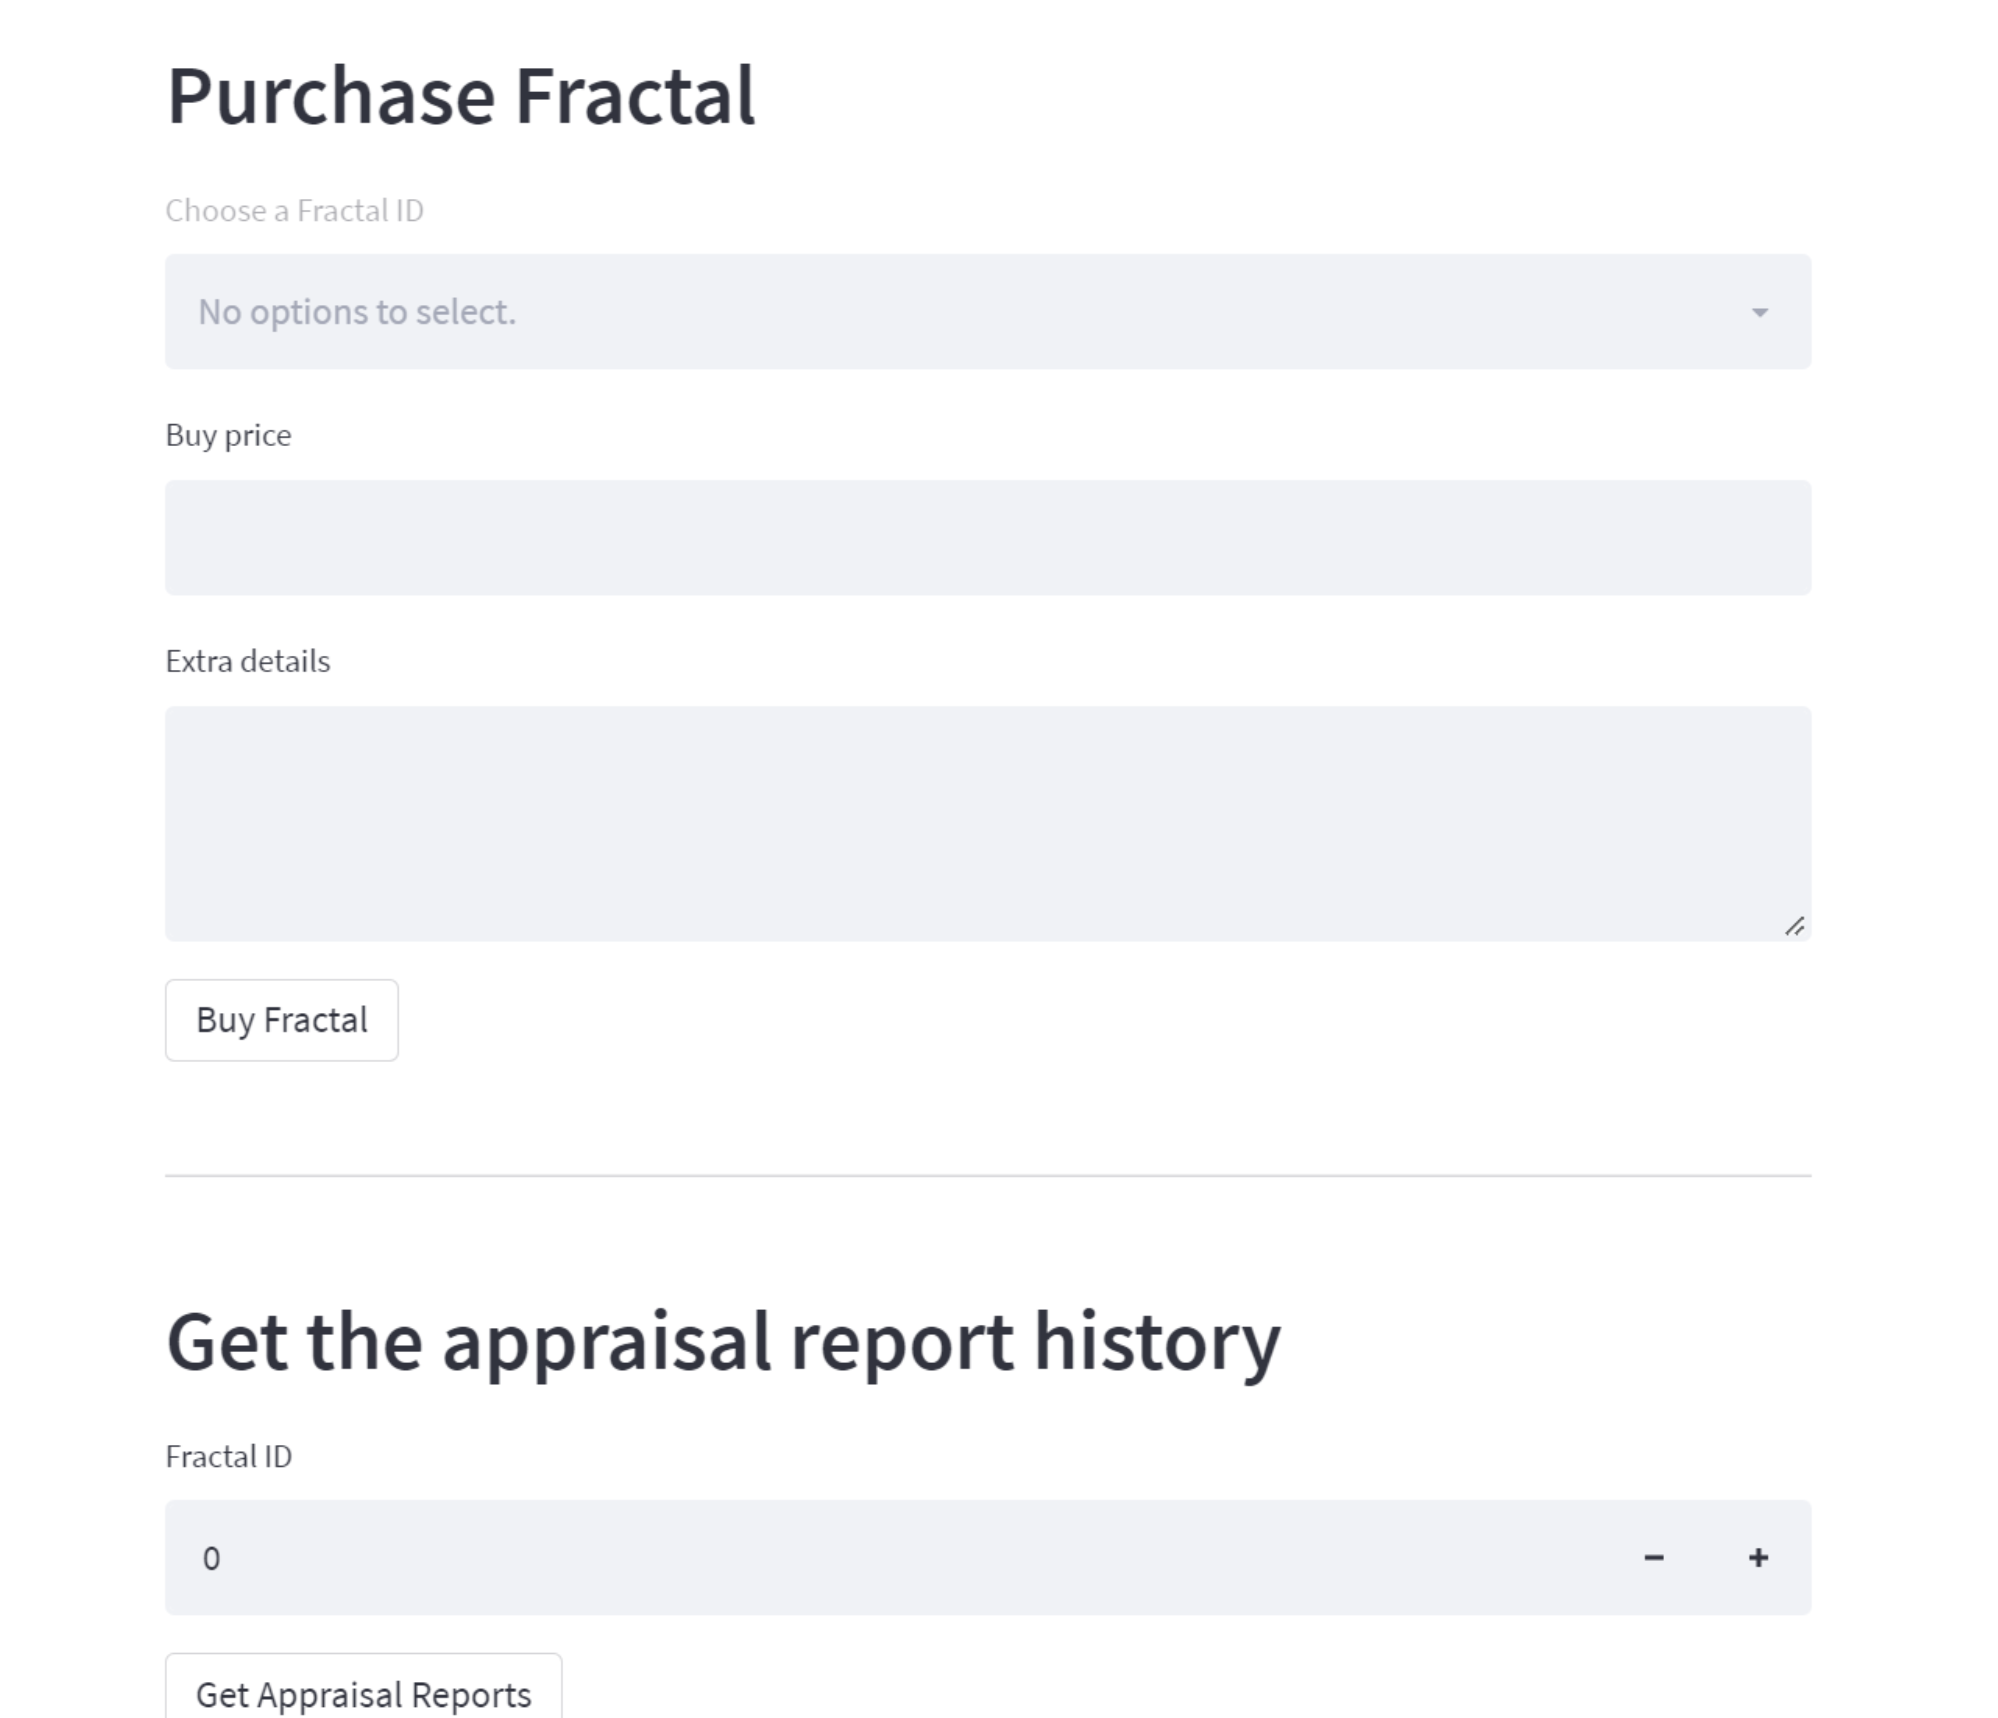 Purchase Fractal
Choose a Fractal ID
No options to select.
Buy price
Extra details
Buy Fractal
Get the appraisal report history
Fractal ID
0
Get Appraisal Reports